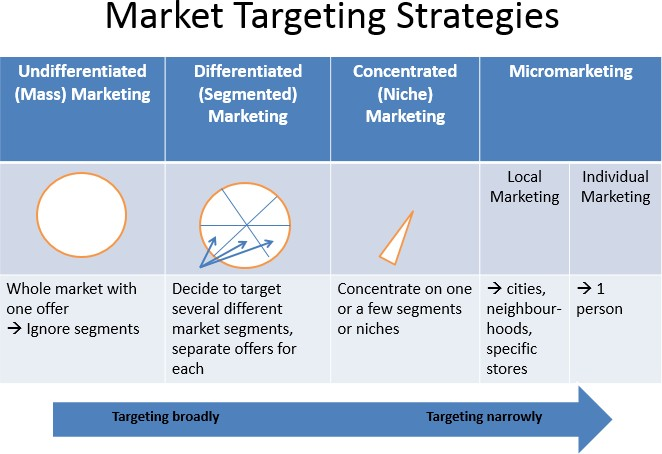 Market Targeting Strategies
Undifferentiated
(Mass) Marketing
Differentiated
(Segmented)
Marketing
Concentrated
(Niche)
Marketing
Micromarketing
Local
Marketing
Individual
Marketing
Whole market with
one offer
→ Ignore segments
Decide to target
several different
market segments,
separate offers for
each
Concentrate on one
or a few segments
or niches
→ cities,
neighbour-
hoods,
specific
stores
→ 1
person
Targeting broadly
Targeting narrowly